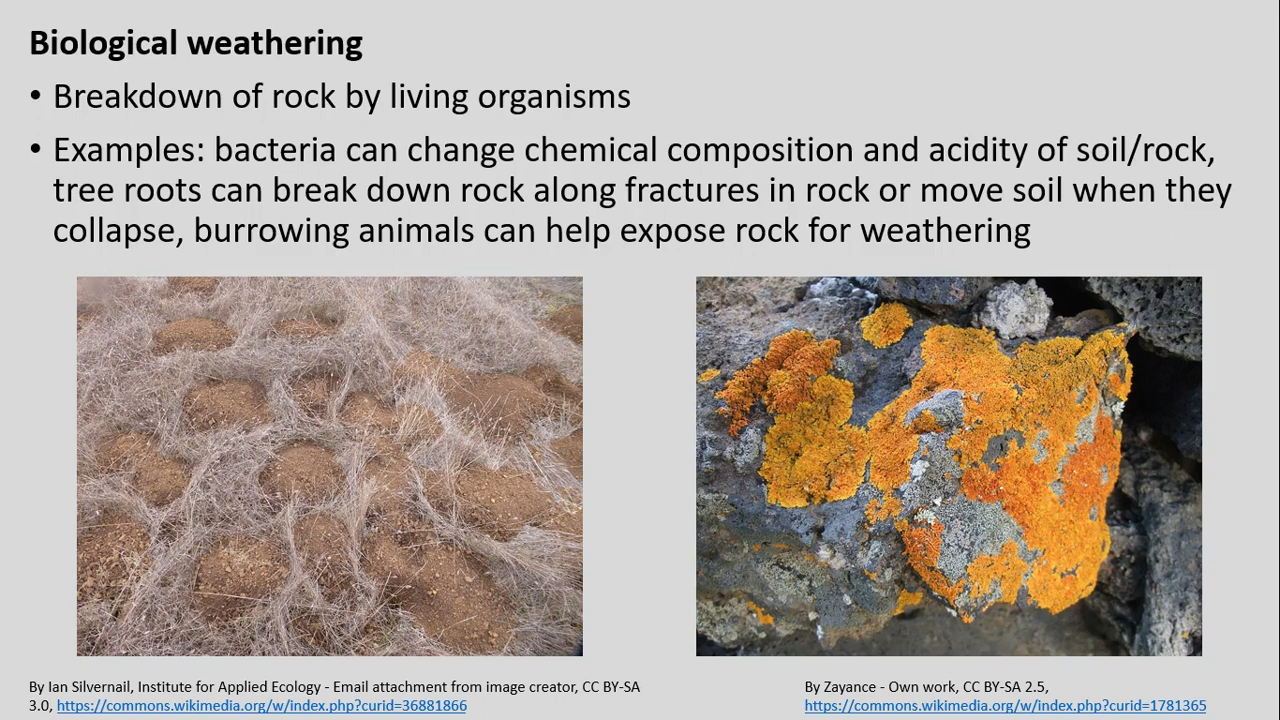 Biological weathering
• Breakdown of rock by living organisms
• Examples: bacteria can change chemical composition and acidity of soil/rock,
tree roots can break down rock along fractures in rock or move soil when they
collapse, burrowing animals can help expose rock for weathering
By Ian Silvernail, Institute for Applied Ecology - Email attachment from image creator, CC BY-SA
3.0, https://commons.wikimedia.org/w/index.php?curid=36881866
By Zayance - Own work, CC BY-SA 2.5,
https://commons.wikimedia.org/w/index.php?curid=1781365